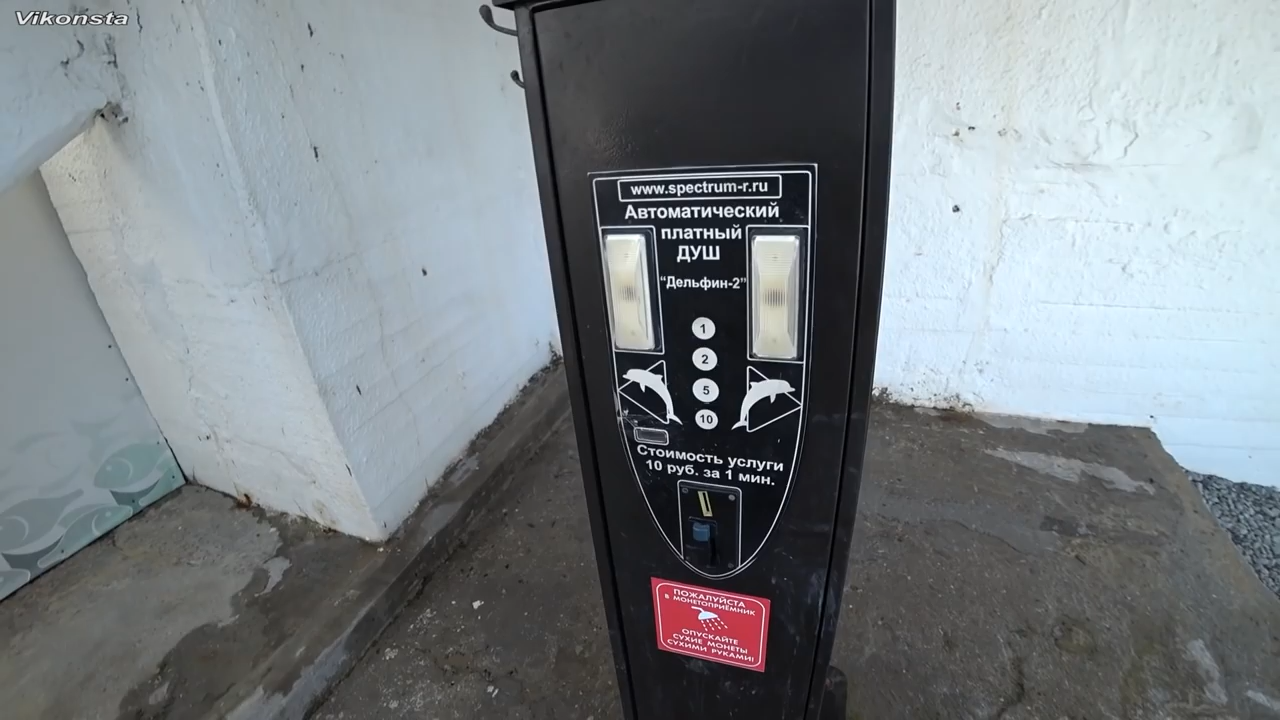 Vikonsta
www.spectrum-r.ru
Автоматический
платный
ДУШ
“Дельфин-2”
1
2
5
10
Стоимость услуги
10 руб. за 1 мин.
ПОЖАЛУЙСТА
В МОНЕТОПРИЁМНИК
ОПУСКАЙТЕ
СУХИЕ МОНЕТЫ
СУХИМИ РУКАМИ!